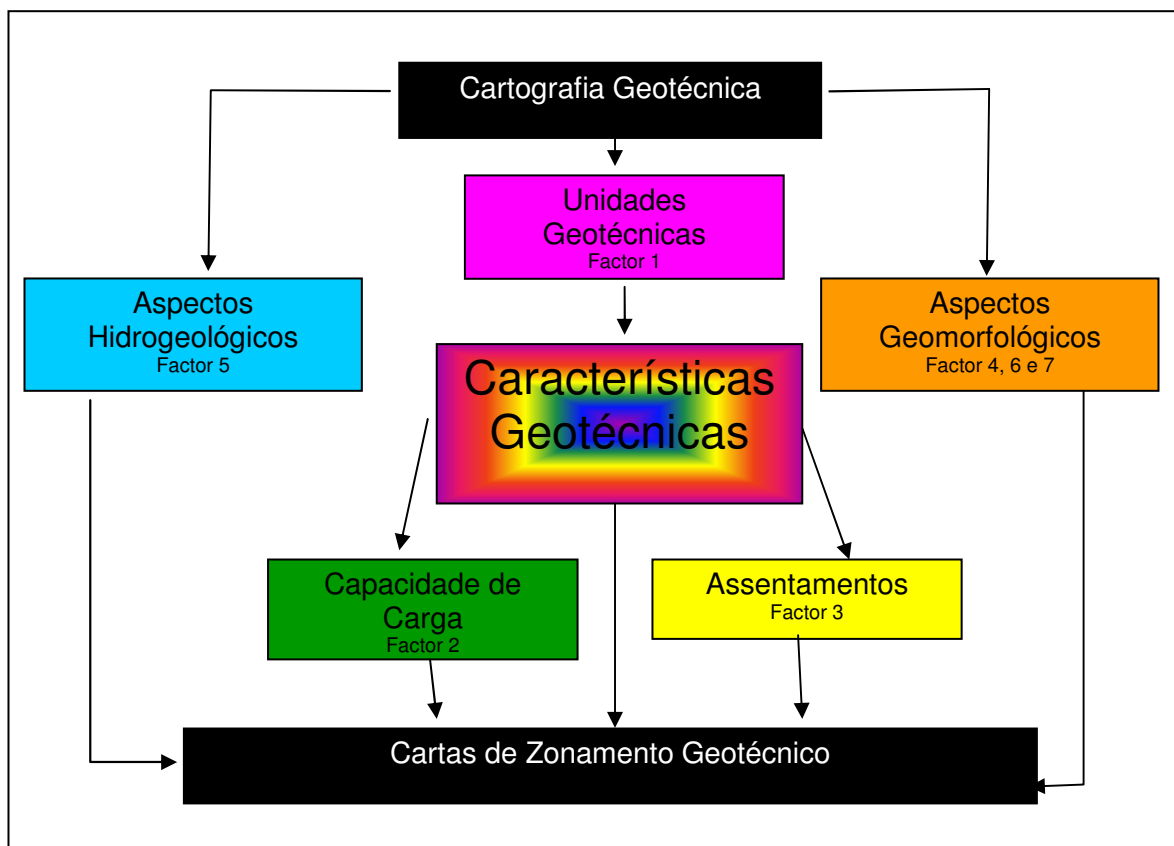 Cartografia Geotécnica
Unidades
Geotécnicas
Factor 1
Aspectos
Hidrogeológicos
Factor 5
Aspectos
Geomorfológicos
Factor 4, 6 e 7
Característícas
Geotécnicas
Capacidade de
Carga
Factor 2
Assentamentos
Factor 3
Cartas de Zonamento Geotécnico